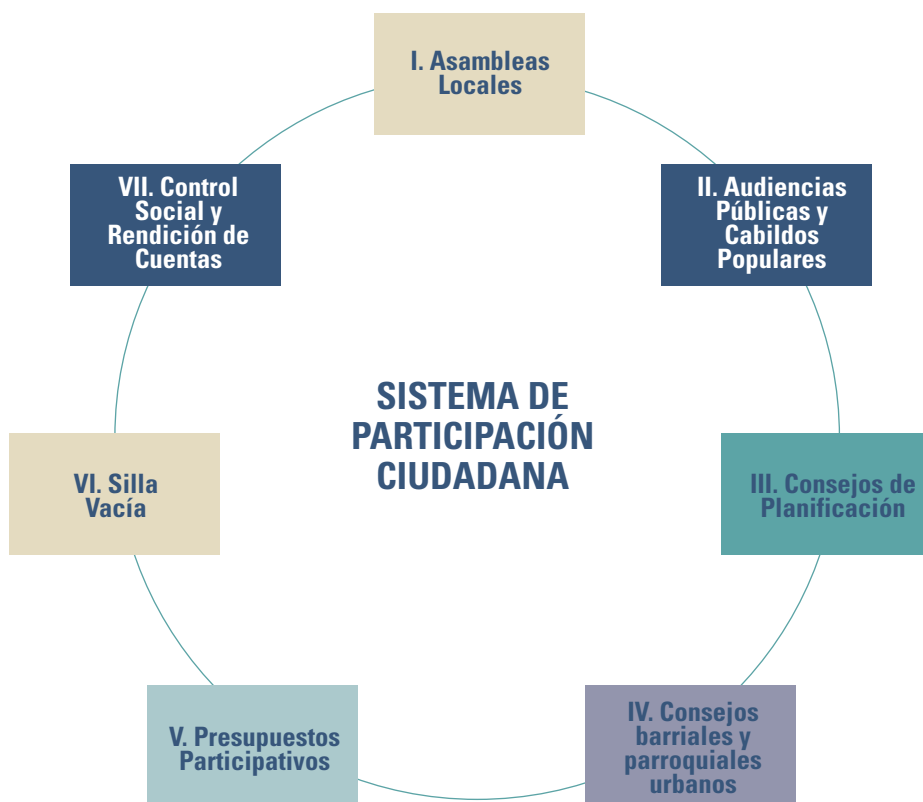 I. Asambleas
Locales
II. Audiencias
Públicas y
Cabildos
Populares
III. Consejos de
Planificación
IV. Consejos
barriales y
parroquiales
urbanos
V. Presupuestos
Participativos
VI. Silla
Vacía
VII. Control
Social y
Rendición de
Cuentas
SISTEMA DE
PARTICIPACIÓN
CIUDADANA